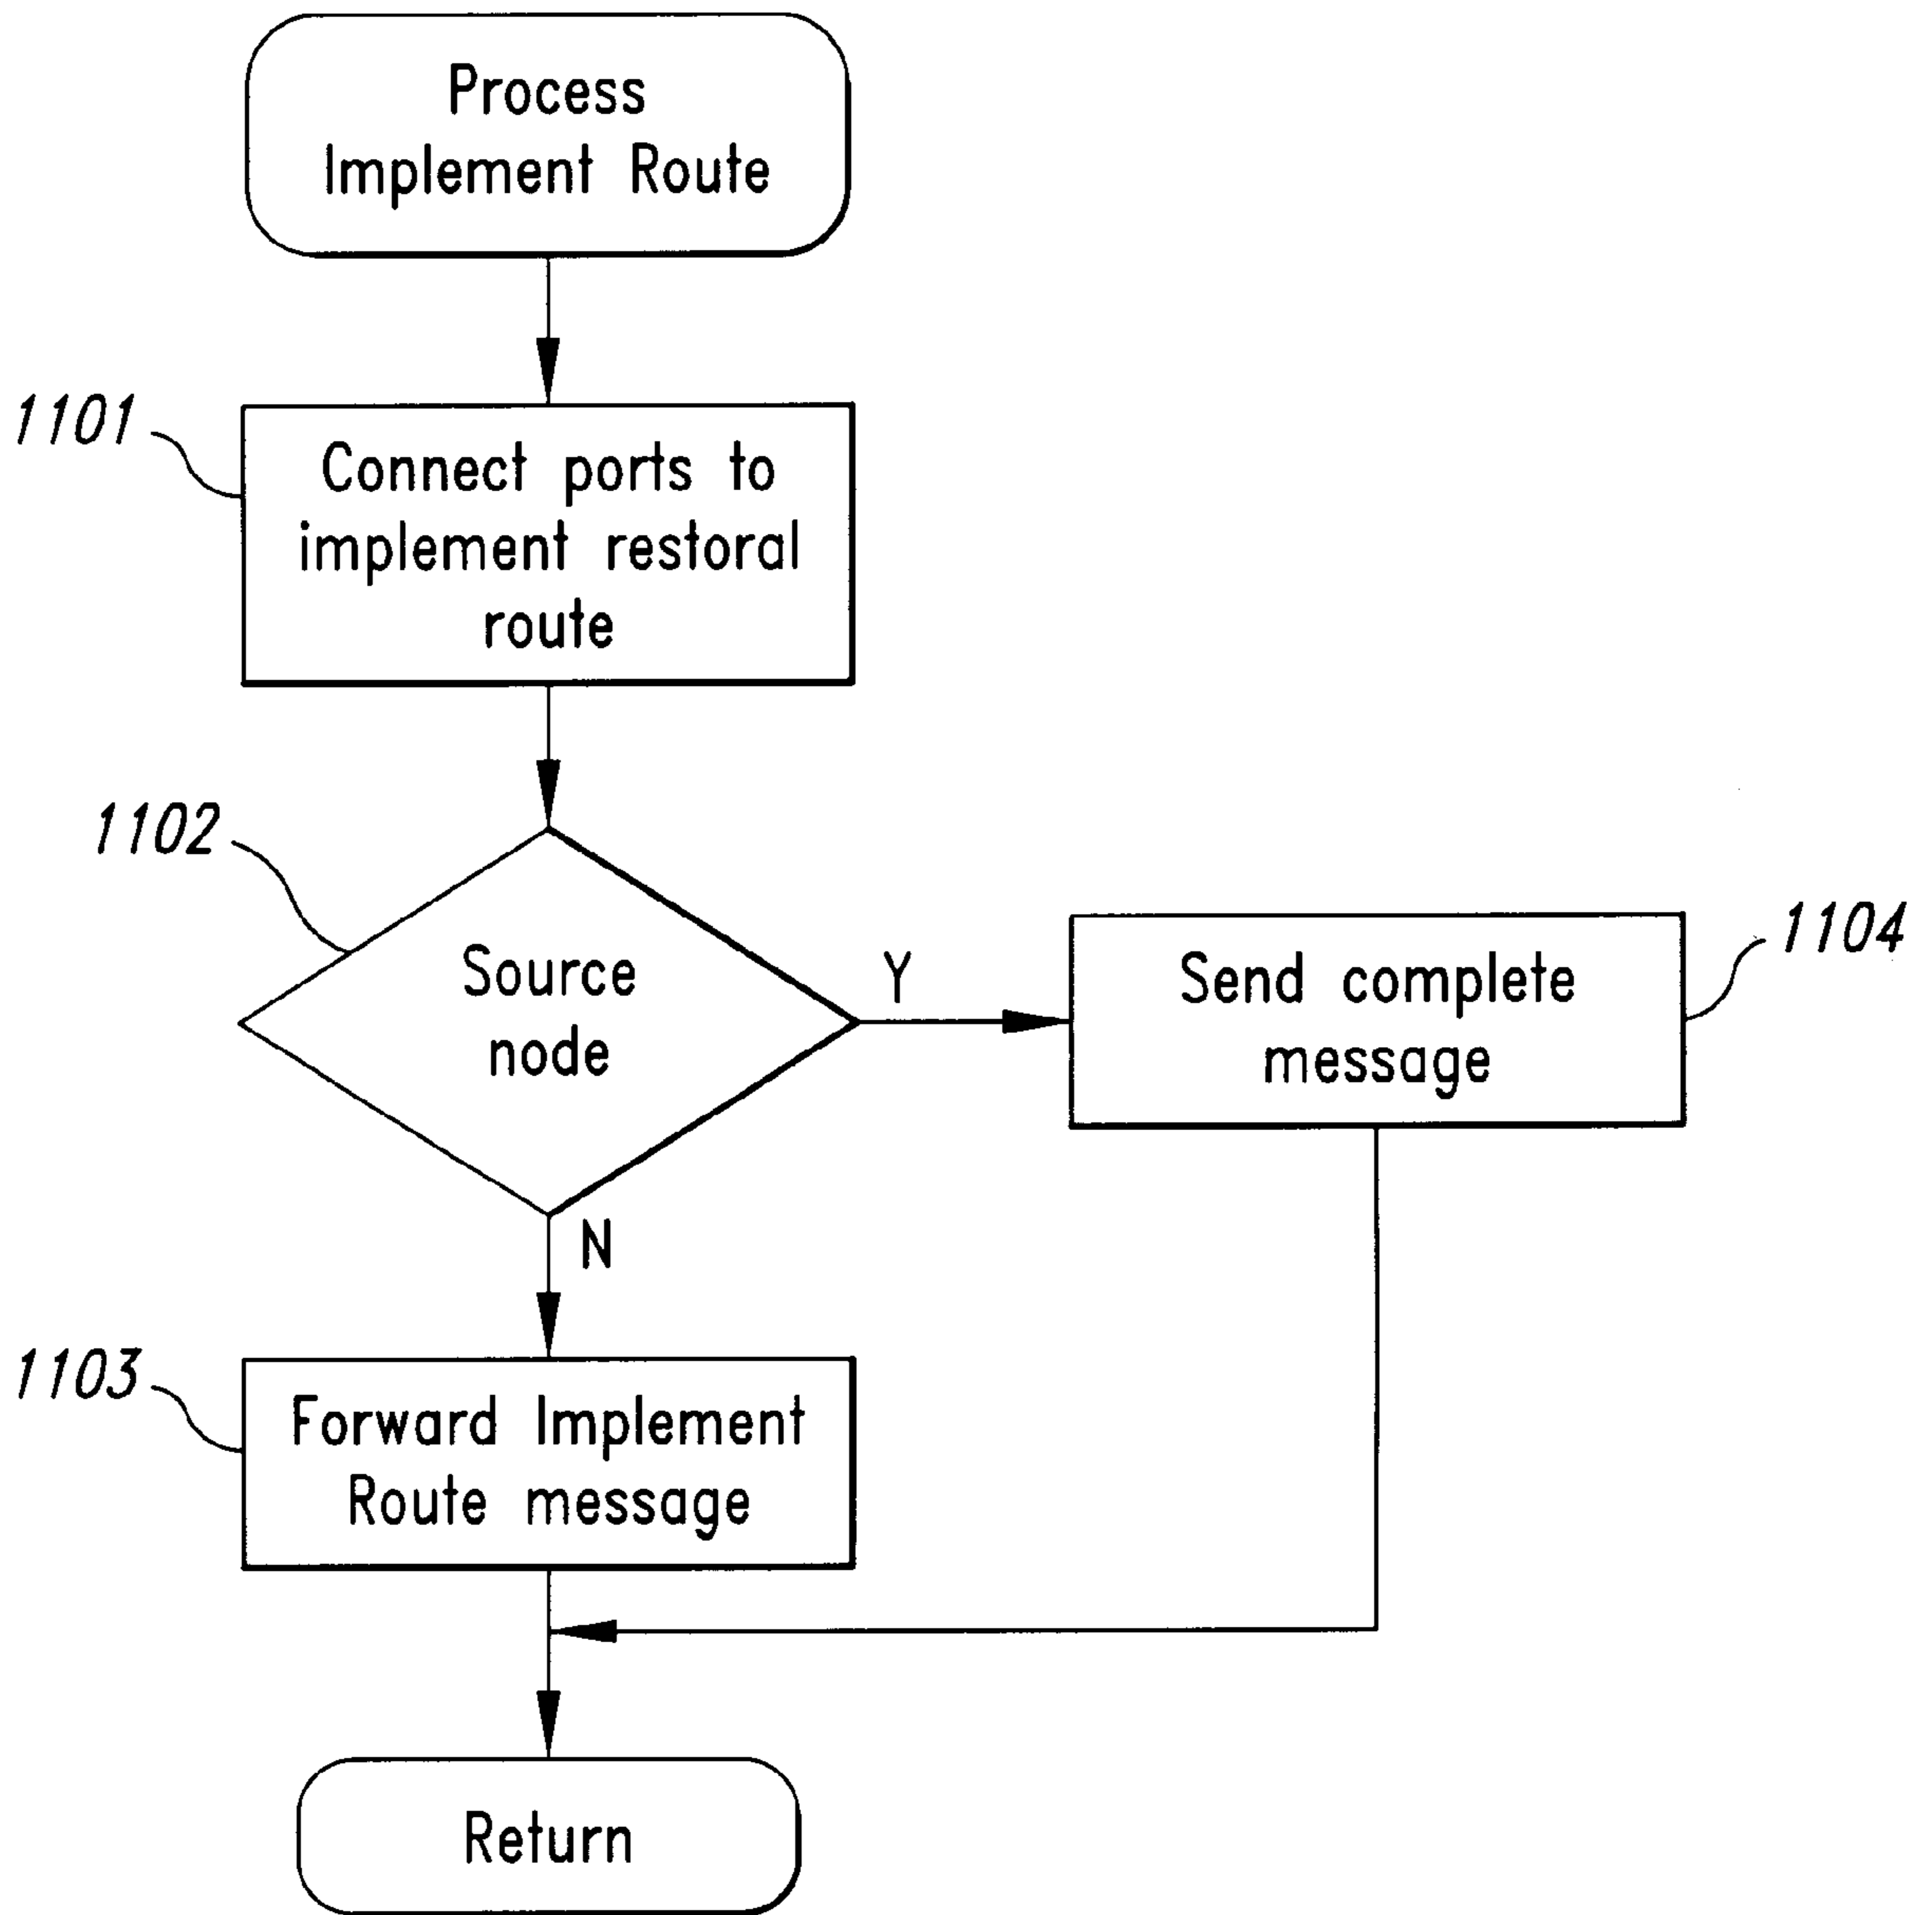 Process
Implement Route
1101
Connect ports to
implement restoral
route
1102
Source
node
Y
Send complete
message
1104
N
1103
Forward Implement
Route message
Return